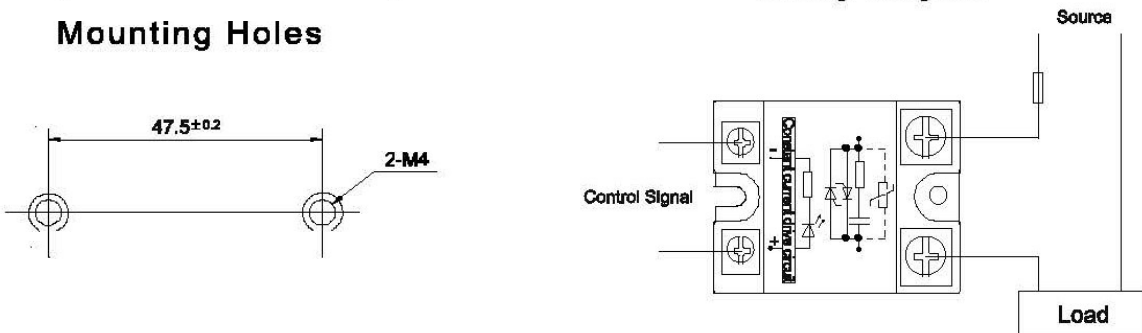 Mounting Holes
47.5±0.2
2-M4
Source
Control Signal
-
Constant current drive circuit
+
Load